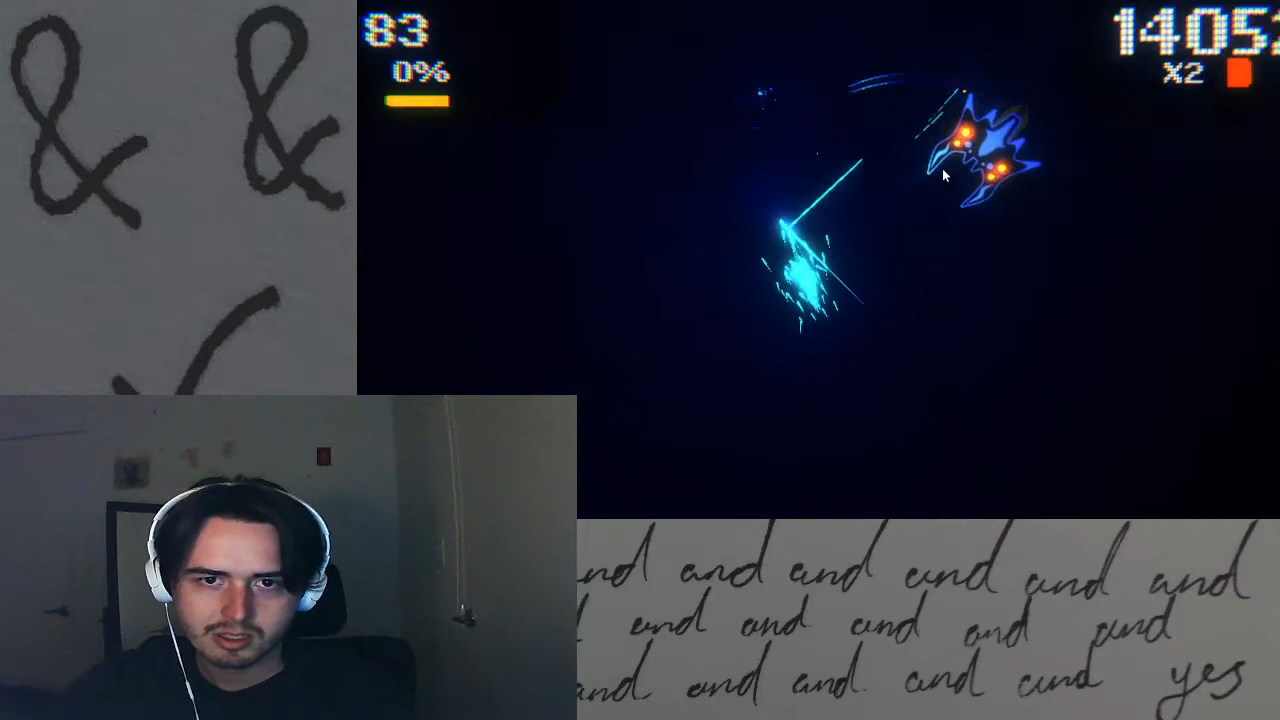 & &
83
0%
1405
X2
and and and and and
and and and and and
and and and and and yes